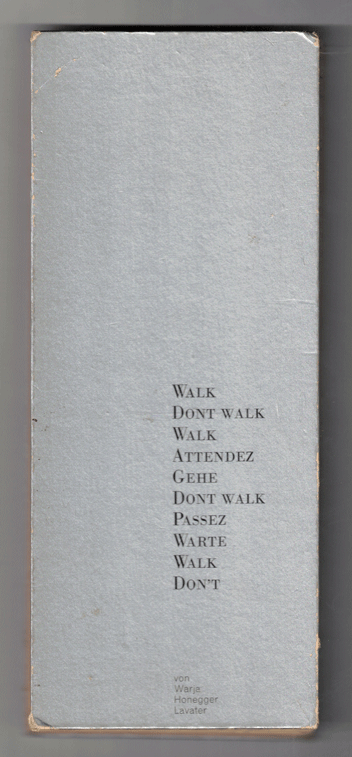 WALK
DONT WALK
WALK
ATTENDEZ
GEHE
DONT WALK
PASSEZ
WARTE
WALK
DON'T
von
Warja
Honegger
Lavater